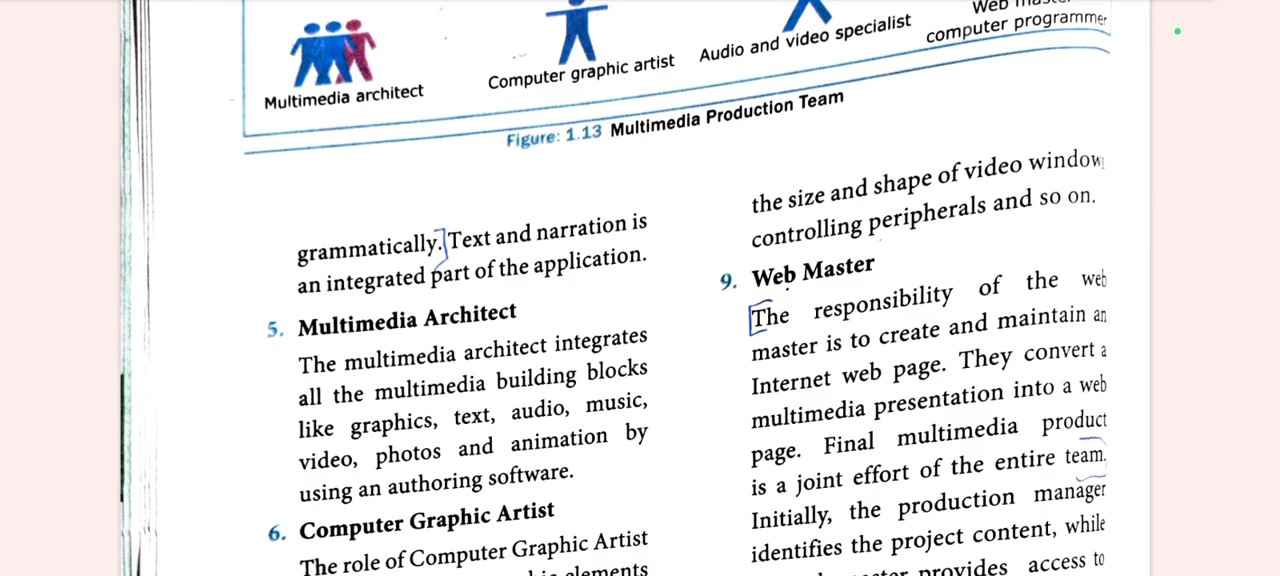 Multimedia architect
Computer graphic artist
Audio and video specialist
Web
computer programmer
Figure: 1.13 Multimedia Production Team
grammatically. Text and narration is
an integrated part of the application.
5. Multimedia Architect
The multimedia architect integrates
all the multimedia building blocks
like graphics, text, audio, music,
video, photos and animation by
using an authoring software.
6. Computer Graphic Artist
The role of Computer Graphic Artist
elements
the size and shape of video window,
controlling peripherals and so on.
9. Web Master
The responsibility of the web
master is to create and maintain an
Internet web page. They convert a
multimedia presentation into a web
page. Final multimedia product
is a joint effort of the entire team.
Initially, the production manager
identifies the project content, while
provides access to